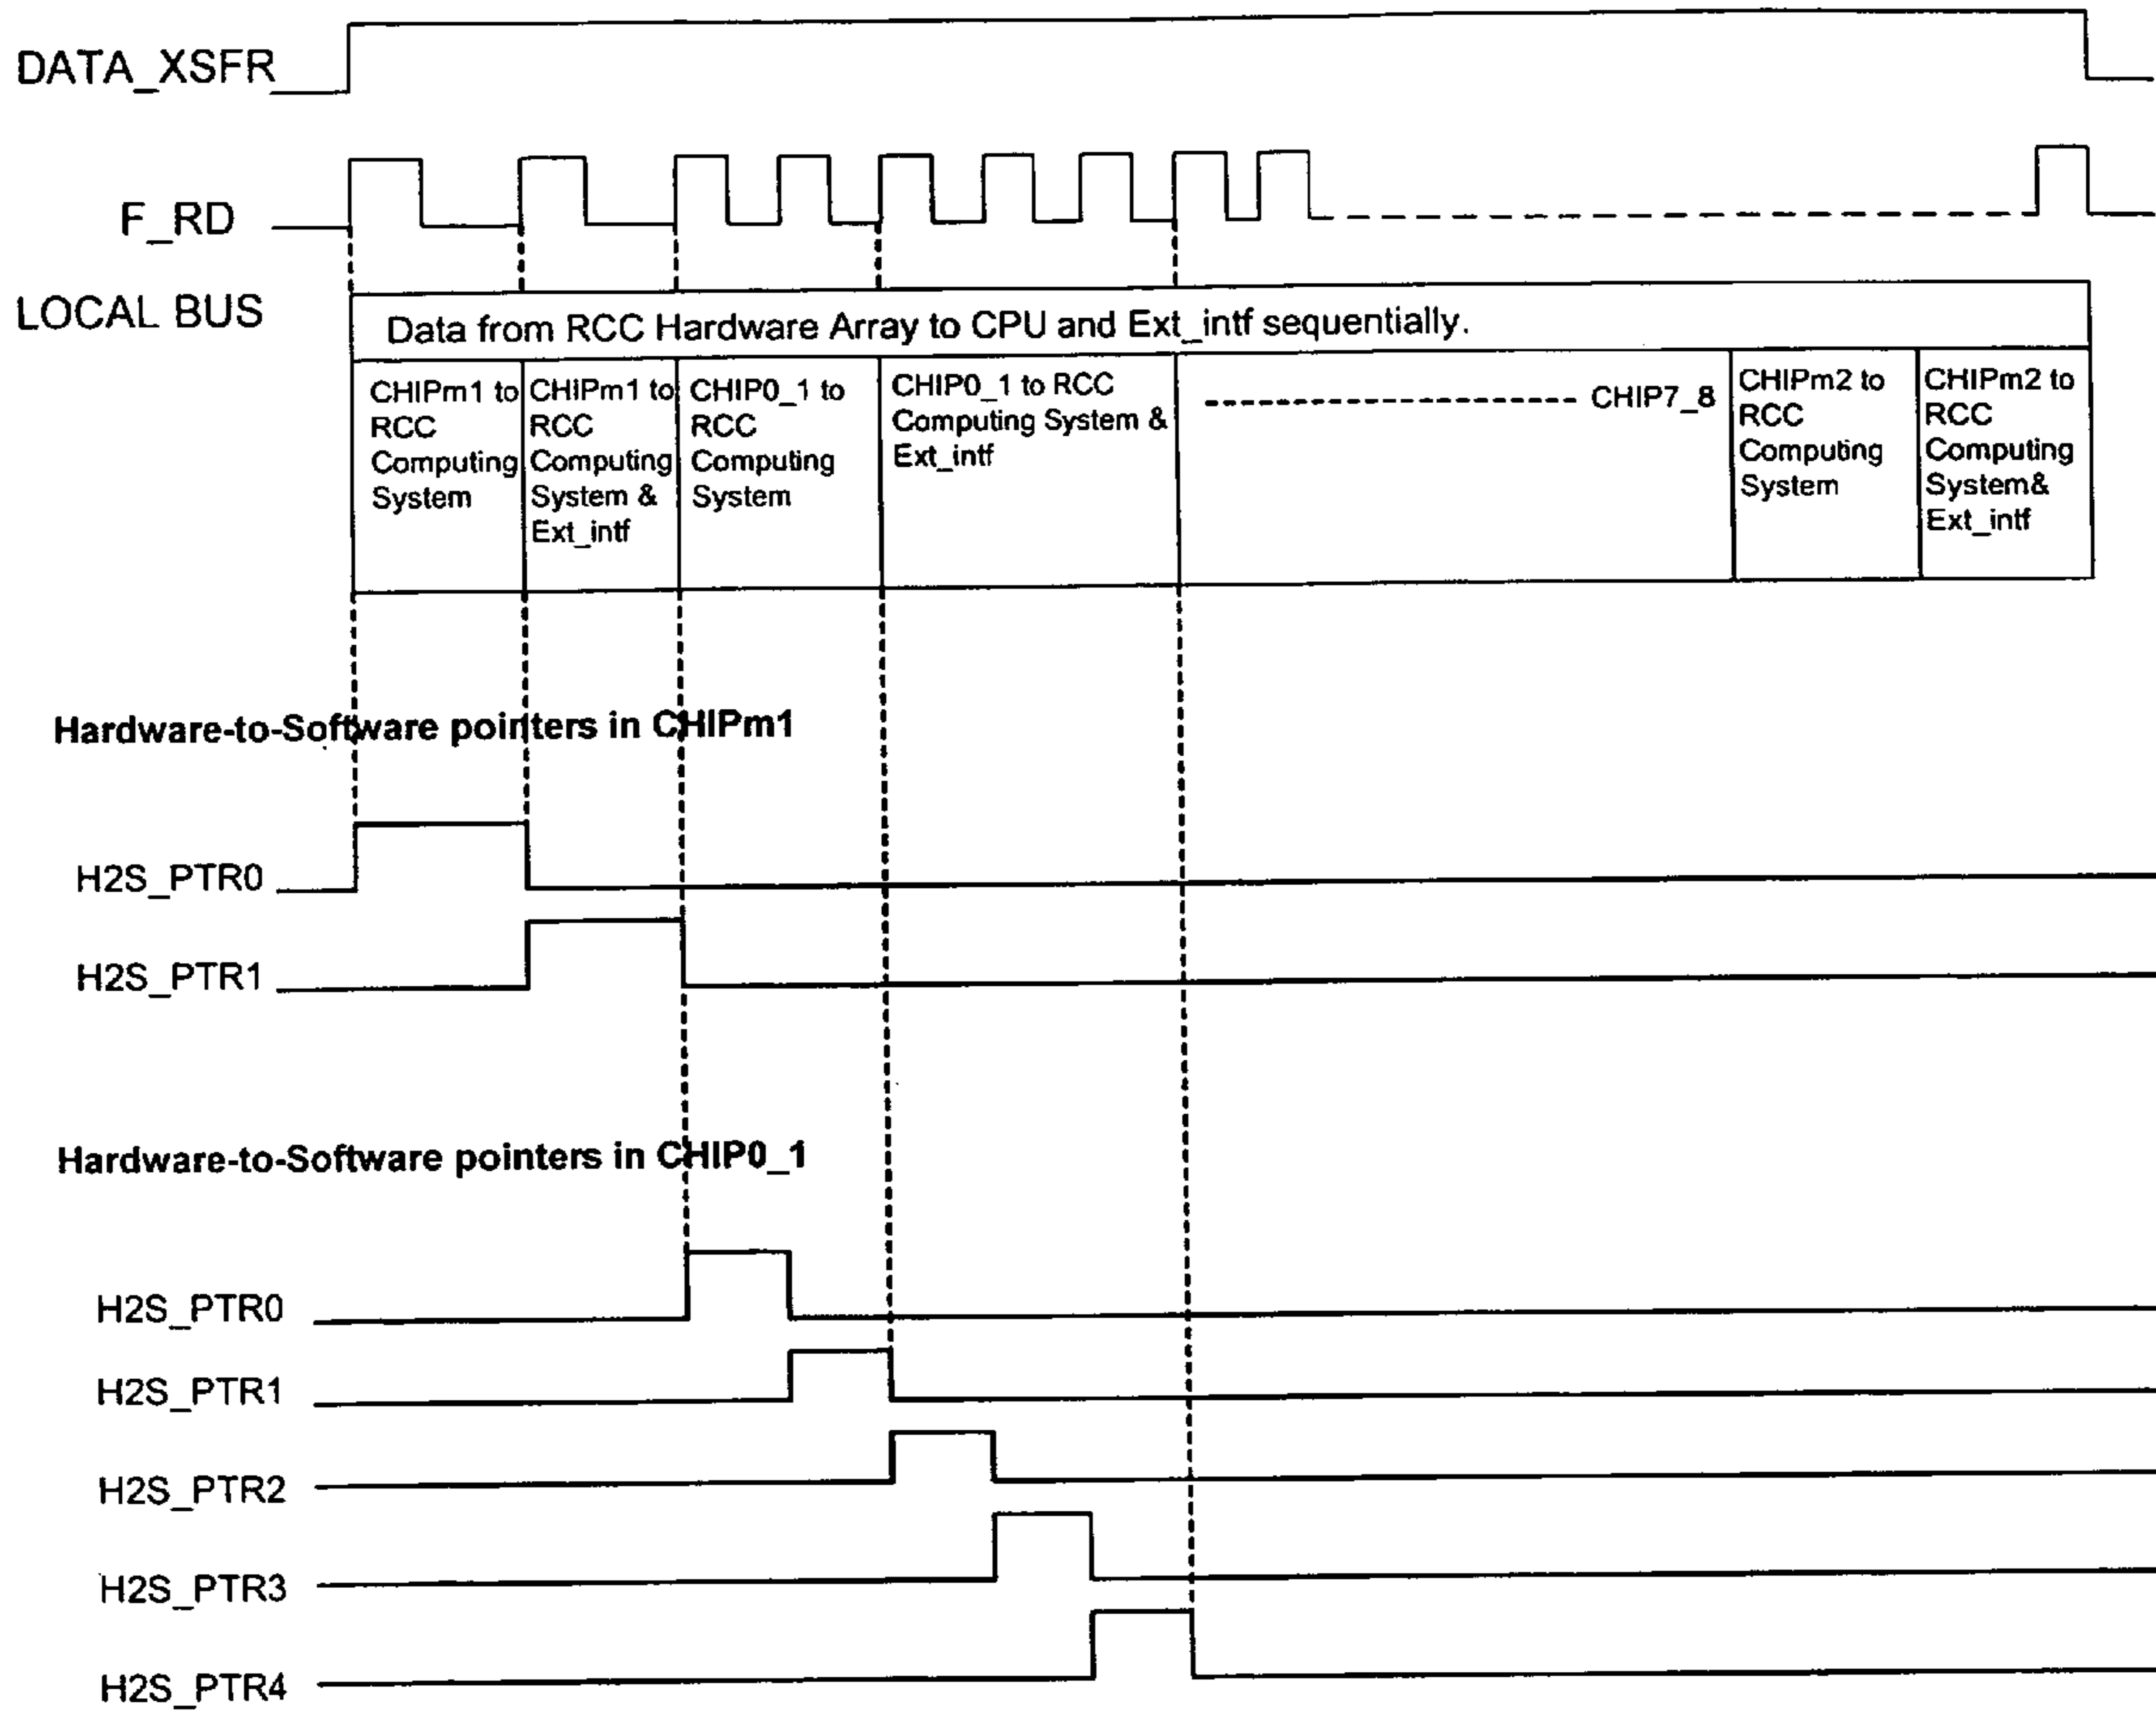 DATA_XSFR
F_RD
LOCAL BUS
Data from RCC Hardware Array to CPU and Ext_intf sequentially.
CHIPm1 to
RCC
Computing
System
CHIPm1 to
RCC
Computing
System &
Ext_intf
CHIP0_1 to
RCC
Computing
System
CHIP0_1 to RCC
Computing System &
Ext_intf
CHIP7_8
CHIPm2 to
RCC
Computing
System
CHIPm2 to
RCC
Computing
System&
Ext_intf
Hardware-to-Software pointers in CHIPm1
H2S_PTR0
H2S_PTR1
Hardware-to-Software pointers in CHIP0_1
H2S_PTR0
H2S_PTR1
H2S_PTR2
H2S_PTR3
H2S_PTR4